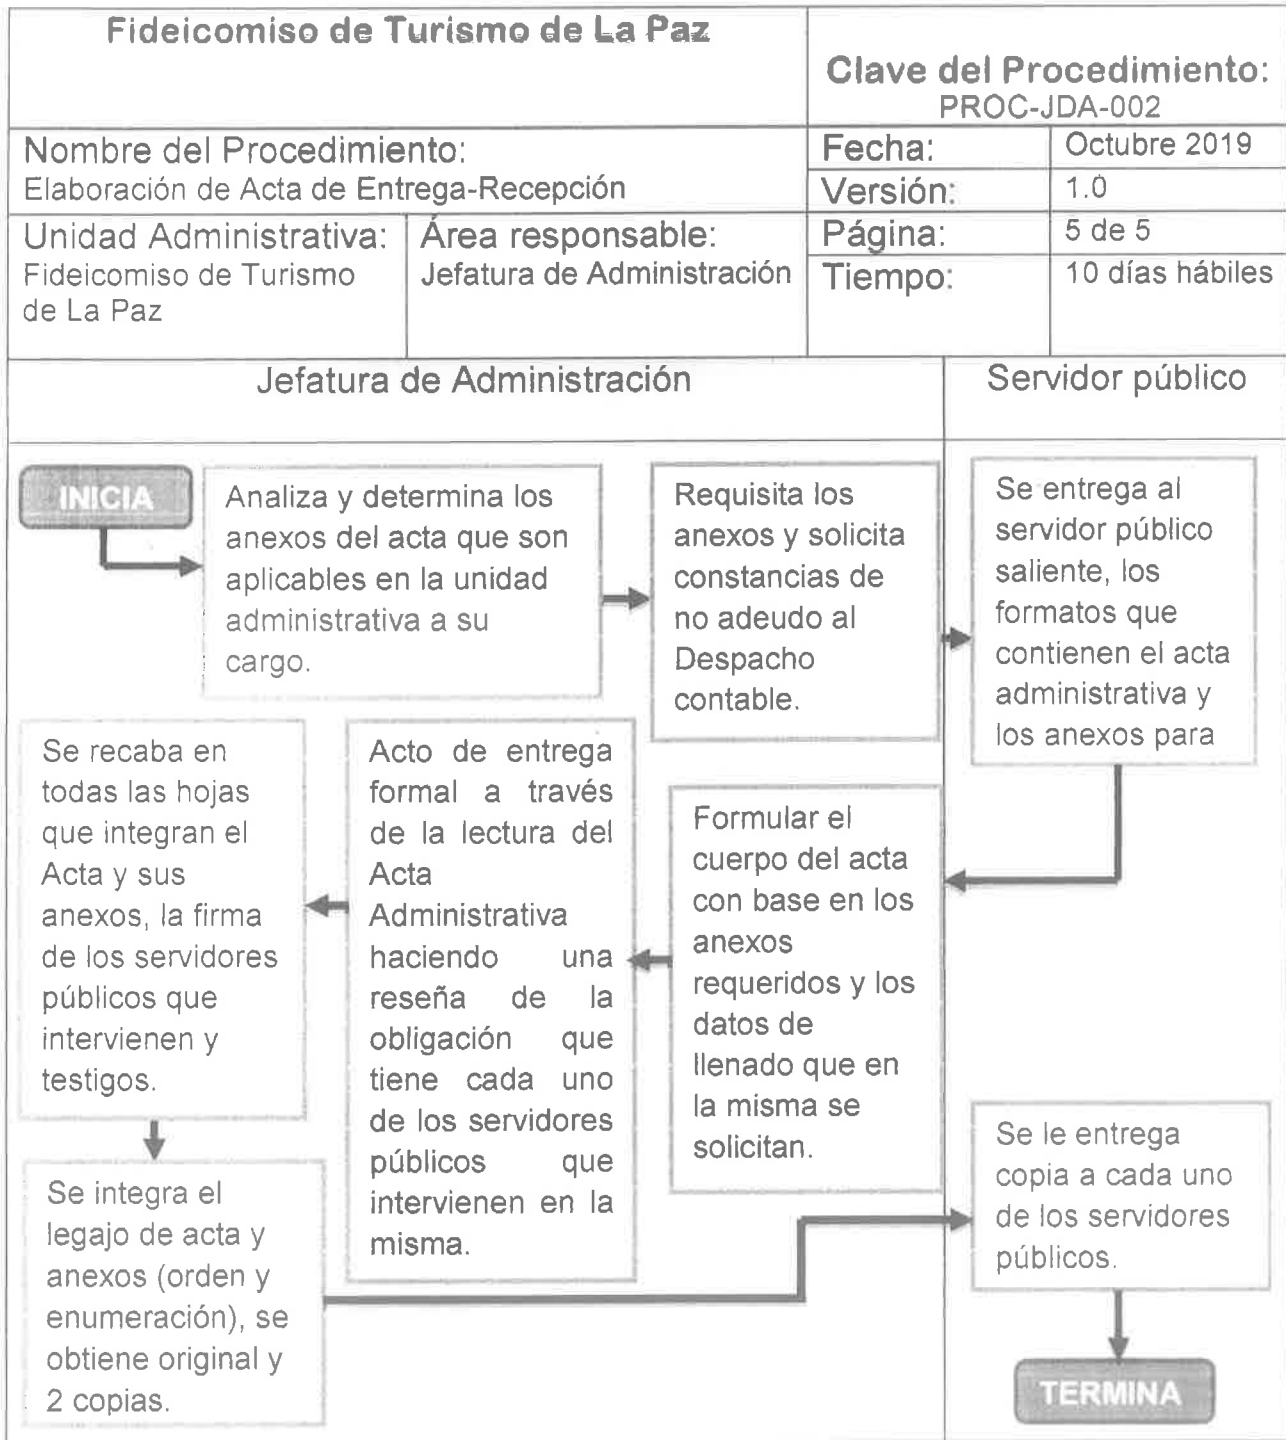 Fideicomiso de Turismo de La Paz
Clave del Procedimiento:
PROC-JDA-002
Nombre del Procedimiento:
Elaboración de Acta de Entrega-Recepción
Fecha:
Octubre 2019
Versión:
1.0
Unidad Administrativa:
Fideicomiso de Turismo
de La Paz
Área responsable:
Jefatura de Administración
Página:
5 de 5
Tiempo:
10 días hábiles
Jefatura de Administración
Servidor público
INICIA
Analiza y determina los
anexos del acta que son
aplicables en la unidad
administrativa a su
cargo.
Requisita los
anexos y solicita
constancias de
no adeudo al
Despacho
contable.
Se entrega al
servidor público
saliente, los
formatos que
contienen el acta
administrativa y
los anexos para
Formular el
cuerpo del acta
con base en los
anexos
requeridos y los
datos de
llenado que en
la misma se
solicitan.
Acto de entrega
formal a través
de la lectura del
Acta
Administrativa
haciendo una
reseña de la
obligación que
tiene cada uno
de los servidores
públicos que
intervienen en la
misma.
Se recaba en
todas las hojas
que integran el
Acta y sus
anexos, la firma
de los servidores
públicos que
intervienen y
testigos.
Se integra el
legajo de acta y
anexos (orden y
enumeración), se
obtiene original y
2 copias.
Se le entrega
copia a cada uno
de los servidores
públicos.
TERMINA